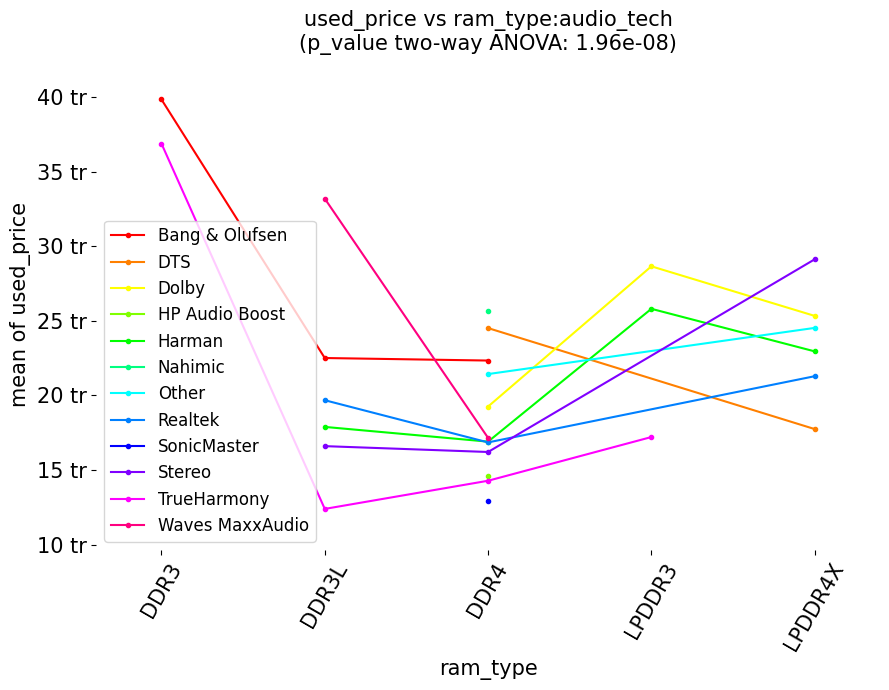 used_price vs ram_type:audio_tech
(p_value two-way ANOVA: 1.96e-08)
mean of used_price
40 tr
35 tr
30 tr
25 tr
20 tr
15 tr
10 tr
Bang & Olufsen
DTS
Dolby
HP Audio Boost
Harman
Nahimic
Other
Realtek
SonicMaster
Stereo
TrueHarmony
Waves MaxxAudio
DDR3
DDR3L
DDR4
LPDDR3
LPDDR4X
ram_type